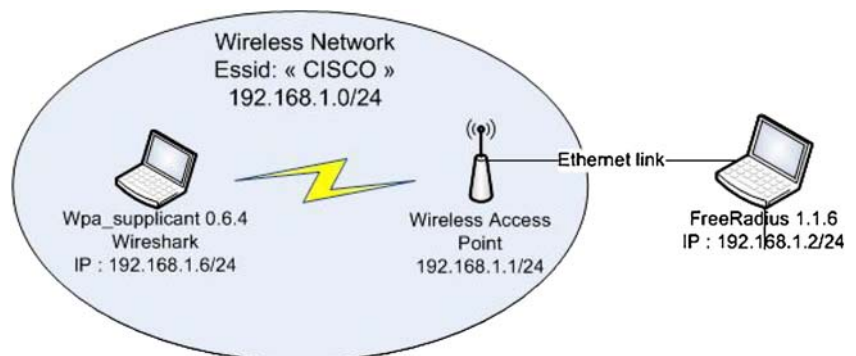 Wireless Network
Essid: « CISCO »
192.168.1.0/24
Ethernet link
Wpa_supplicant 0.6.4
Wireshark
IP : 192.168.1.6/24
Wireless Access
Point
192.168.1.1/24
FreeRadius 1.1.6
IP : 192.168.1.2/24